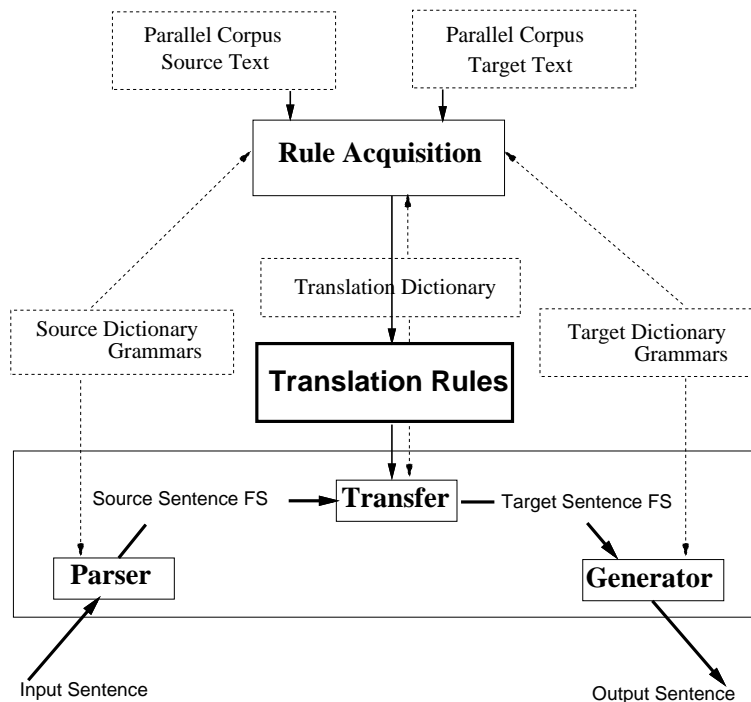 Parallel Corpus
Source Text
Parallel Corpus
Target Text
Rule Acquisition
Translation Dictionary
Source Dictionary
Grammars
Target Dictionary
Grammars
Translation Rules
Source Sentence FS
Transfer
Target Sentence FS
Parser
Generator
Input Sentence
Output Sentence